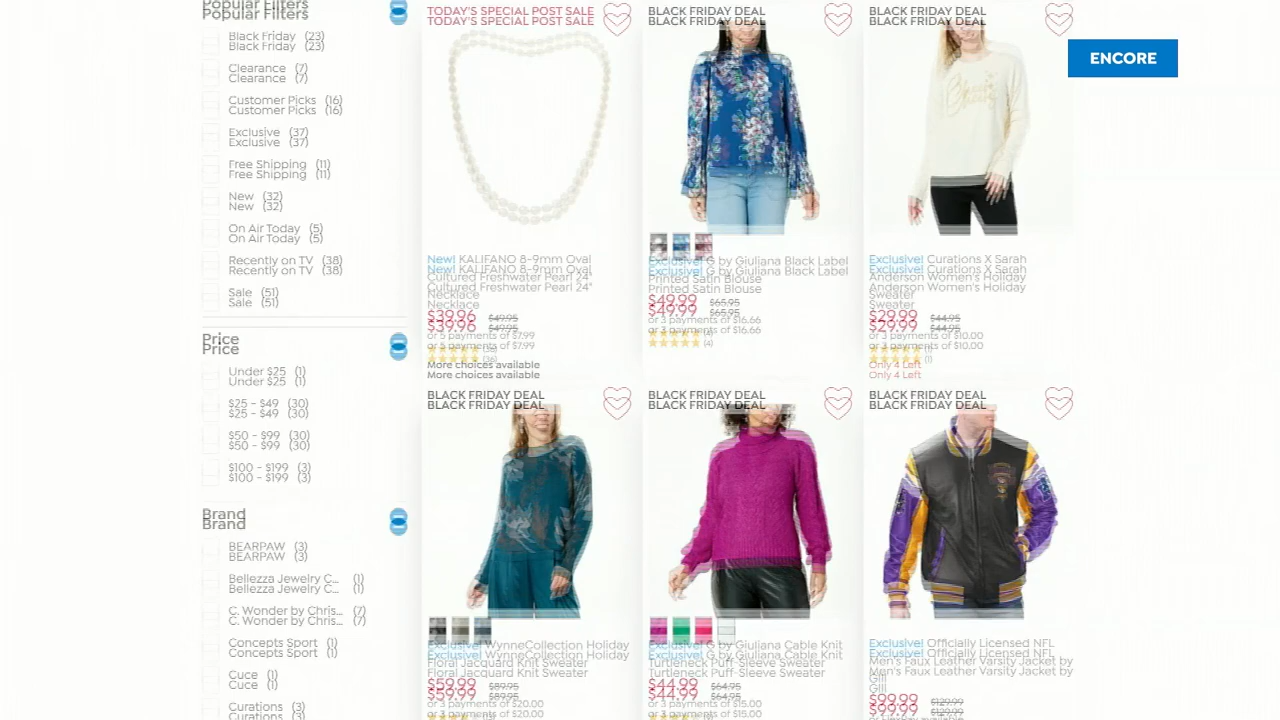 Popular Filters
Black Friday (23)
Clearance (7)
Customer Picks (16)
Exclusive (37)
Free Shipping (11)
New (32)
On Air Today (5)
Recently on TV (38)
Sale (51)
Price
Under $25 (1)
$25 - $49 (30)
$50 - $99 (30)
$100 - $199 (3)
Brand
BEARPAW (3)
Bellezza Jewelry C... (1)
C. Wonder by Chris... (7)
Concepts Sport (1)
Cuce (1)
Curations (3)
ENCORE
TODAY'S SPECIAL POST SALE
New! KALIFANO 8-9mm Oval
Cultured Freshwater Pearl 24"
Necklace
$39.96 $49.95
or 5 payments of $7.99
(36)
More choices available
BLACK FRIDAY DEAL
Exclusive! G by Giuliana Black Label
Printed Satin Blouse
$49.99 $65.95
or 3 payments of $16.66
(4)
BLACK FRIDAY DEAL
Exclusive! Curations X Sarah
Anderson Women's Holiday
Sweater
$29.99 $44.95
or 3 payments of $10.00
(1)
Only 4 Left
BLACK FRIDAY DEAL
Exclusive! WynneCollection Holiday
Floral Jacquard Knit Sweater
$59.99 $89.95
or 3 payments of $20.00
BLACK FRIDAY DEAL
Exclusive! G by Giuliana Cable Knit
Turtleneck Puff-Sleeve Sweater
$44.99 $64.95
or 3 payments of $15.00
BLACK FRIDAY DEAL
Exclusive! Officially Licensed NFL
Men's Faux Leather Varsity Jacket by
GIII
$99.99 $129.99